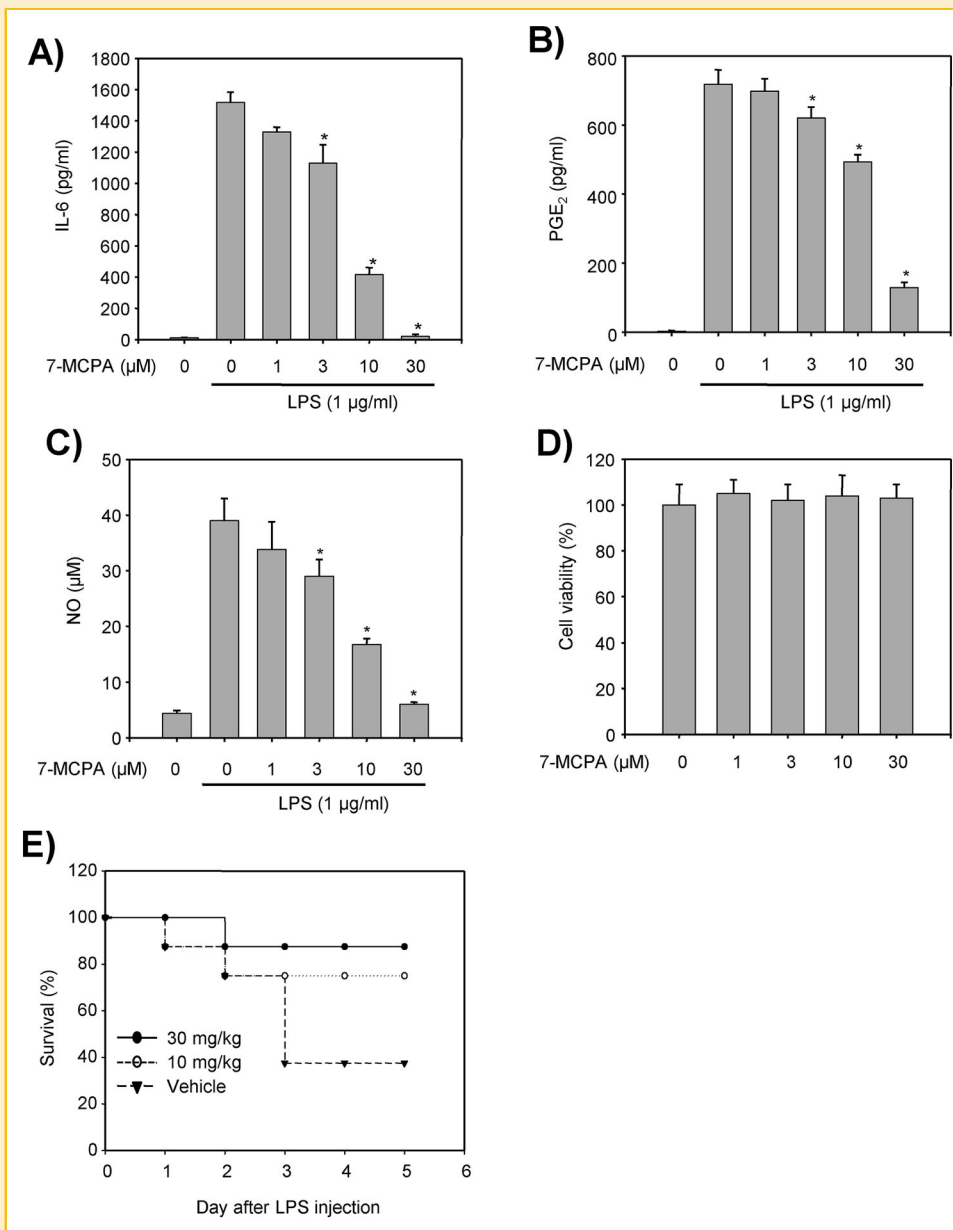 A)
1800
1600
1400
1200
1000
800
600
400
200
0
IL-6 (pg/ml)
* * *
7-MCPA (µM) 0 0 1 3 10 30
LPS (1 µg/ml)
B)
800
600
400
200
0
PGE2 (pg/ml)
* * *
0 0 1 3 10 30
LPS (1 µg/ml)
C)
50
40
30
20
10
0
NO (µM)
* * *
7-MCPA (µM) 0 0 1 3 10 30
LPS (1 µg/ml)
D)
120
100
80
60
40
20
0
Cell viability (%)
7-MCPA (µM) 0 1 3 10 30
E)
120
100
80
60
40
20
0
Survival (%)
30 mg/kg
10 mg/kg
Vehicle
0 1 2 3 4 5 6
Day after LPS injection